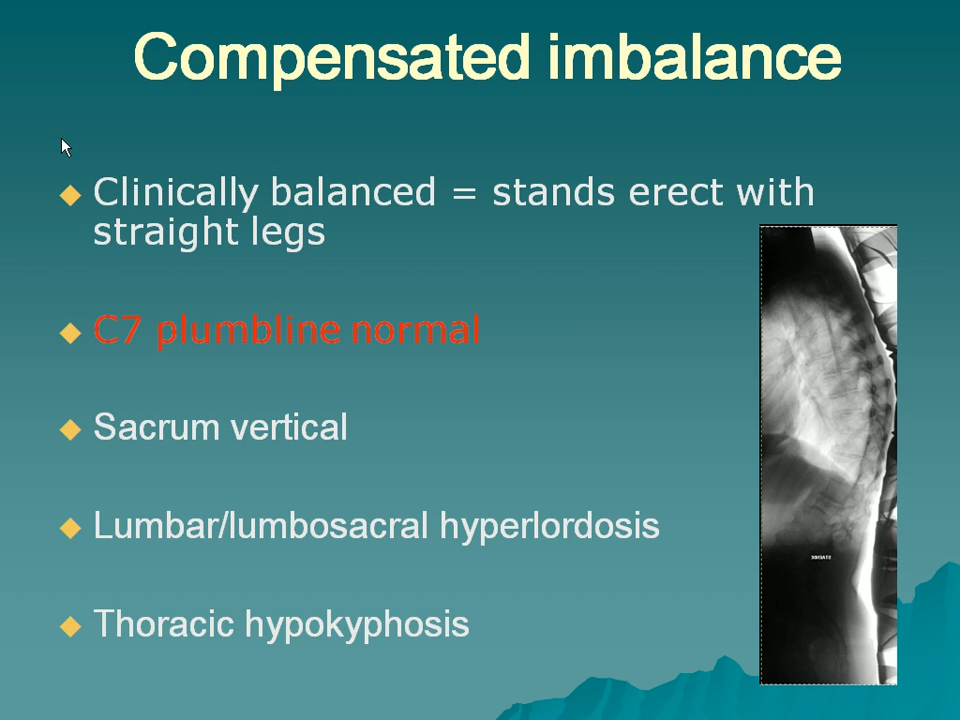 Compensated imbalance
Clinically balanced = stands erect with
straight legs
C7 plumbline normal
Sacrum vertical
Lumbar/lumbosacral hyperlordosis
Thoracic hypokyphosis